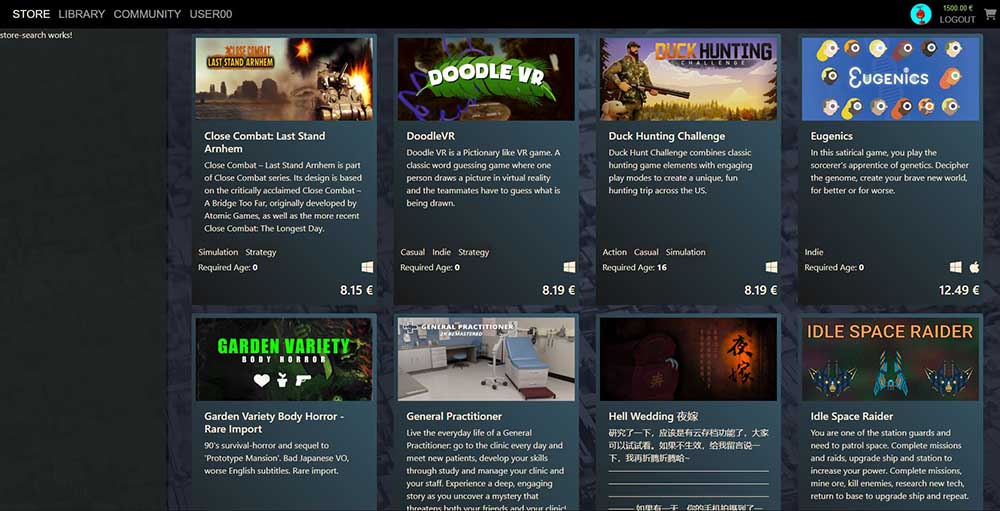 STORE LIBRARY COMMUNITY USER00
1500.00 €
LOGOUT
store-search works!
CLOSE COMBAT
LAST STAND ARNHEM
Close Combat: Last Stand
Arnhem
Close Combat – Last Stand Arnhem is part
of Close Combat series. Its design is based
on the critically acclaimed Close Combat –
A Bridge Too Far, originally developed by
Atomic Games, as well as the more recent
Close Combat: The Longest Day.
Simulation Strategy
Required Age: 0
8.15 €
DOODLE VR
DoodleVR
Doodle VR is a Pictionary like VR game. A
classic word guessing game where one
person draws a picture in virtual reality
and the teammates have to guess what is
being drawn.
Casual Indie Strategy
Required Age: 0
8.19 €
DUCK HUNTING
CHALLENGE
Duck Hunting Challenge
Duck Hunt Challenge combines classic
hunting game elements with engaging
play modes to create a unique, fun
hunting trip across the US.
Action Casual Simulation
Required Age: 16
8.19 €
EUGENICS
Eugenics
In this satirical game, you play the
sorcerer's apprentice of genetics. Decipher
the genome, create your brave new world,
for better or for worse.
Indie
Required Age: 0
12.49 €
GARDEN VARIETY
BODY HORROR
Garden Variety Body Horror -
Rare Import
90's survival-horror and sequel to
'Prototype Mansion'. Bad Japanese VO,
worse English subtitles. Rare import.
GENERAL PRACTITIONER
2K REMASTERED
General Practitioner
Live the everyday life of a General
Practitioner: go to the clinic every day and
meet new patients, develop your skills
through study and manage your clinic and
your staff. Experience a deep, engaging
story as you uncover a mystery that
threatens both your friends and your clinic!
夜嫁
Hell Wedding 夜嫁
研究了一下，应该是有云存档功能了，大家
可以试试看，如果不生效，给我留言说一
下，我再折腾折腾哈~
如果有一天，你的手机拍摄到了一
IDLE SPACE RAIDER
Idle Space Raider
You are one of the station guards and
need to patrol space. Complete missions
and raids, upgrade ship and station to
increase your power. Complete missions,
mine ore, kill enemies, research new tech,
return to base to upgrade ship and repeat.